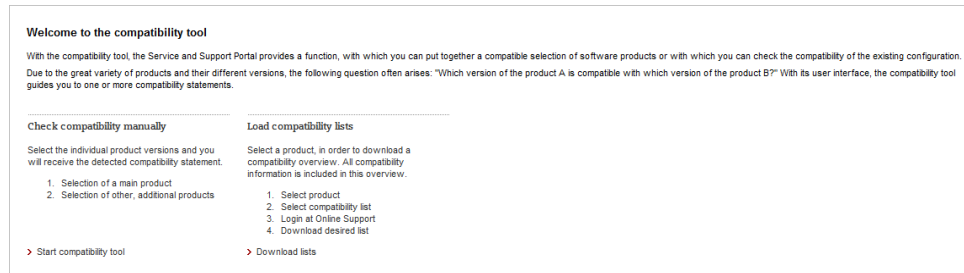 Welcome to the compatibility tool
With the compatibility tool, the Service and Support Portal provides a function, with which you can put together a compatible selection of software products or with which you can check the compatibility of the existing configuration.
Due to the great variety of products and their different versions, the following question often arises: "Which version of the product A is compatible with which version of the product B?" With its user interface, the compatibility tool
guides you to one or more compatibility statements.
Check compatibility manually
Select the individual product versions and you
will receive the detected compatibility statement.
1. Selection of a main product
2. Selection of other, additional products
> Start compatibility tool
Load compatibility lists
Select a product, in order to download a
compatibility overview. All compatibility
information is included in this overview.
1. Select product
2. Select compatibility list
3. Login at Online Support
4. Download desired list
> Download lists